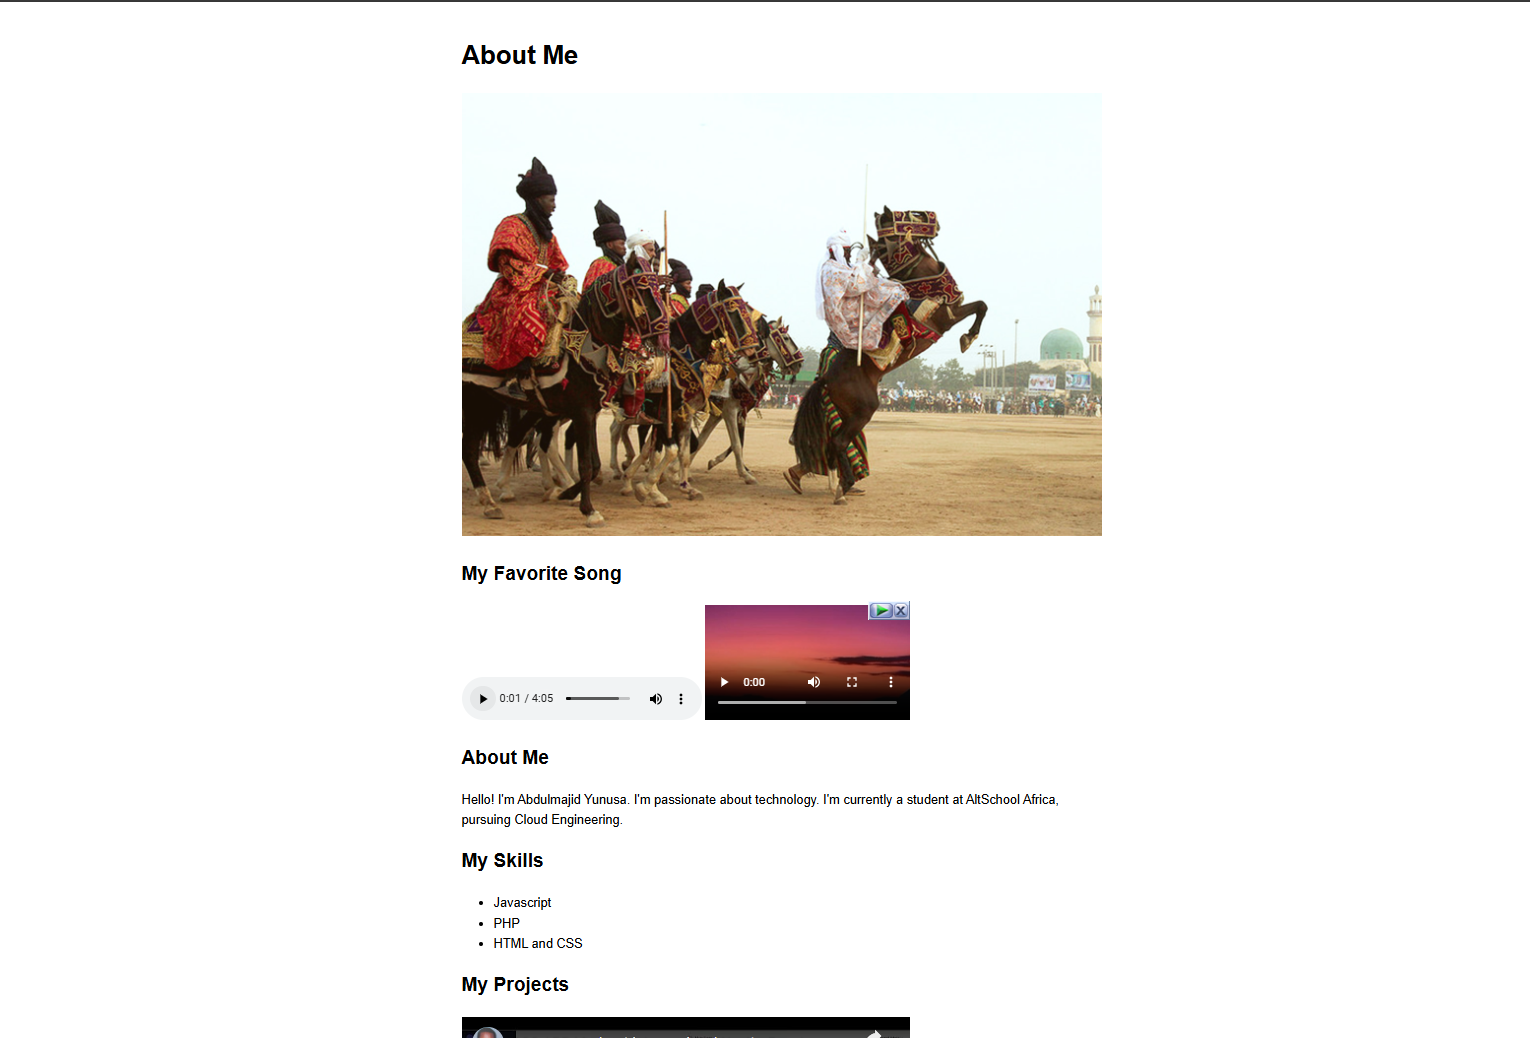 About Me
My Favorite Song
0:01 / 4:05
0:00
About Me
Hello! I'm Abdulmajid Yunusa. I'm passionate about technology. I'm currently a student at AltSchool Africa,
pursuing Cloud Engineering.
My Skills
Javascript
PHP
HTML and CSS
My Projects